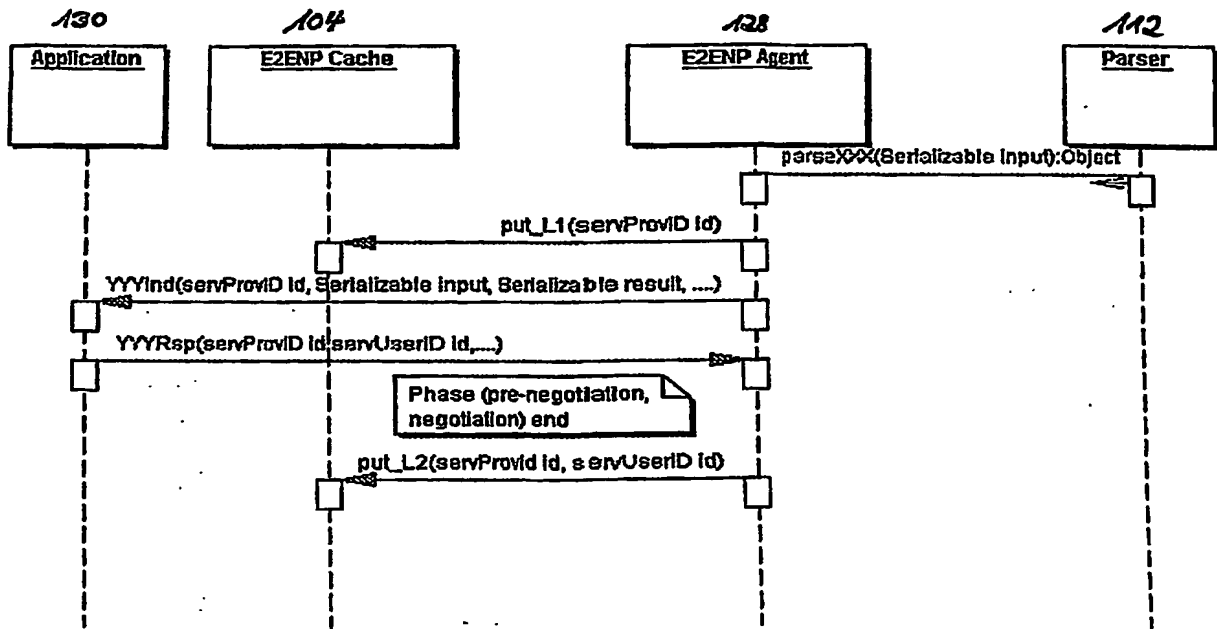 130 104 128 112
Application E2ENP Cache E2ENP Agent Parser
parseXXX(Serializable input):Object
put_L1(servProvID id)
YYYInd(servProvID id, Serializable input, Serializable result, ....)
YYYRsp(servProvID id servUserID id,....)
Phase (pre-negotiation,
negotiation) end
put_L2(servProvid id, servUserID id)